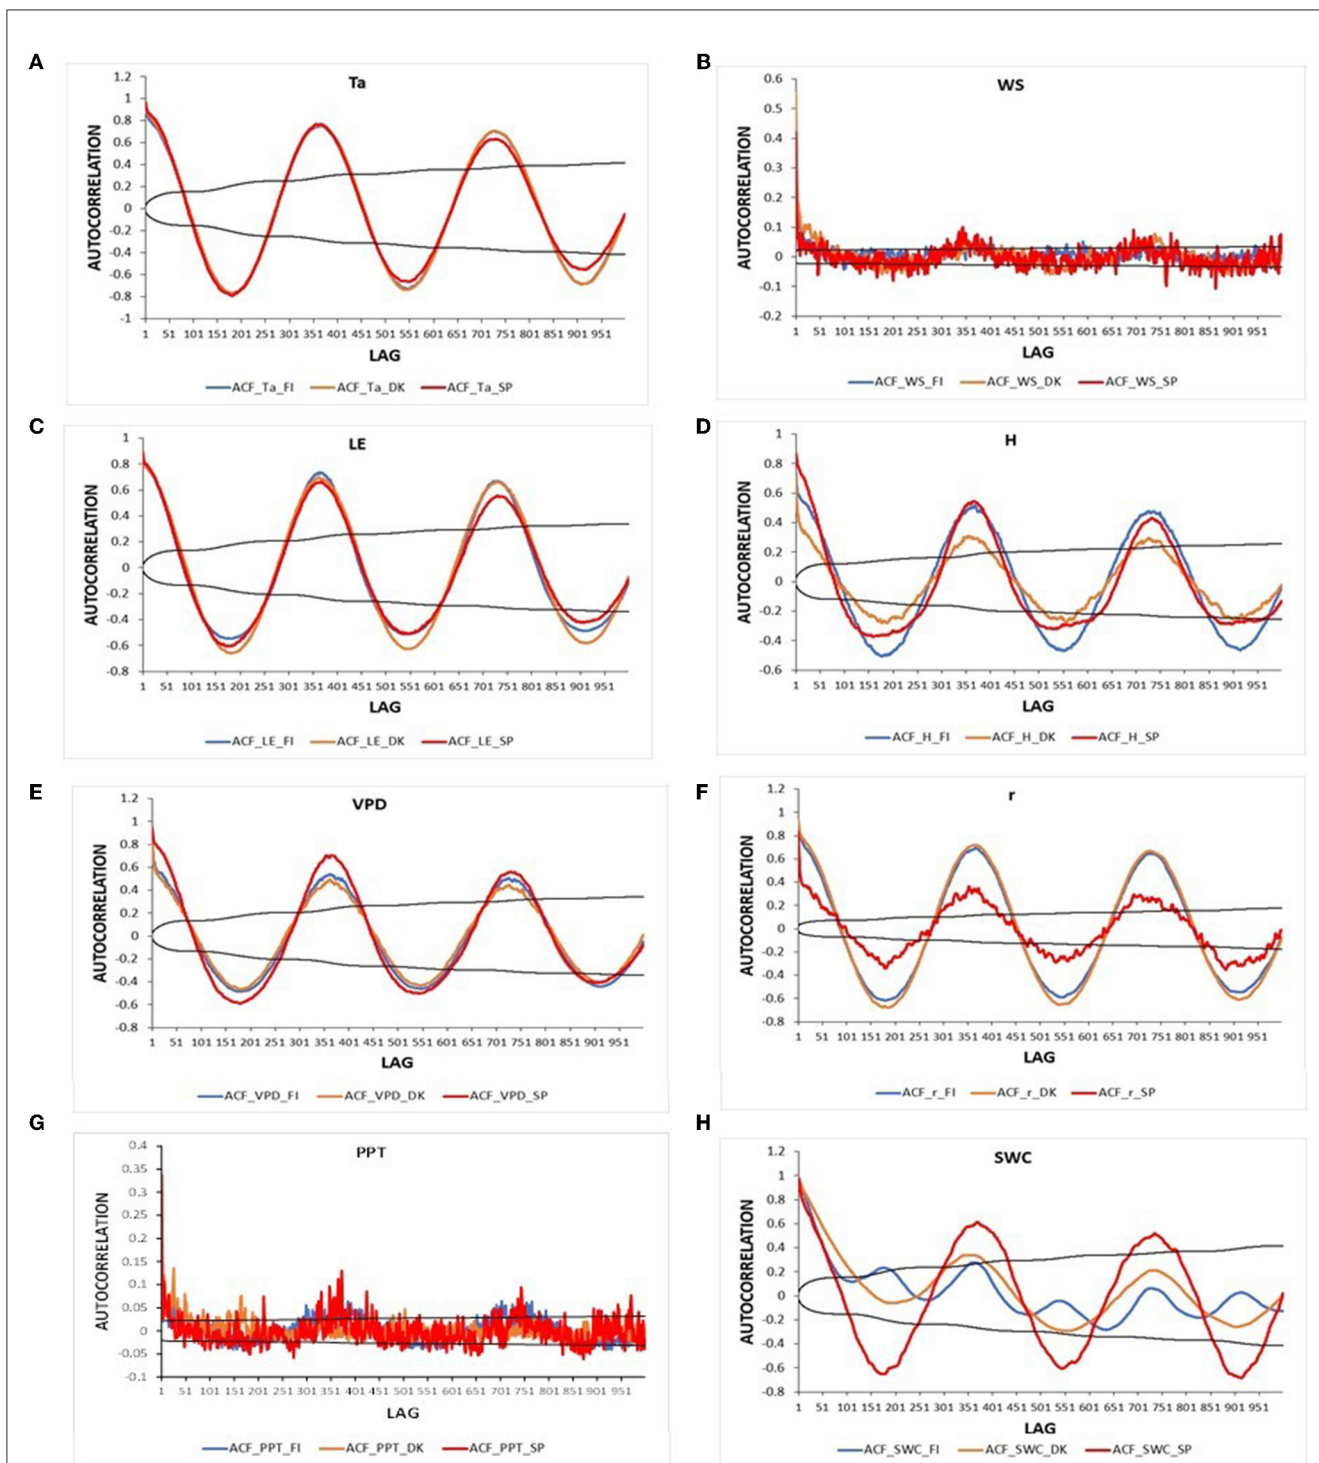 A
Ta
1.2
1
0.8
0.6
0.4
0.2
0
-0.2
-0.4
-0.6
-0.8
-1
AUTOCORRELATION
1 51 101 151 201 251 301 351 401 451 501 551 601 651 701 751 801 851 901 951
LAG
ACF_Ta_FI ACF_Ta_DK ACF_Ta_SP
B
WS
0.6
0.5
0.4
0.3
0.2
0.1
0
-0.1
-0.2
AUTOCORRELATION
1 51 101 151 201 251 301 351 401 451 501 551 601 651 701 751 801 851 901 951
LAG
ACF_WS_FI ACF_WS_DK ACF_WS_SP
C
LE
1
0.8
0.6
0.4
0.2
0
-0.2
-0.4
-0.6
-0.8
AUTOCORRELATION
1 51 101 151 201 251 301 351 401 451 501 551 601 651 701 751 801 851 901 951
LAG
ACF_LE_FI ACF_LE_DK ACF_LE_SP
D
H
1
0.8
0.6
0.4
0.2
0
-0.2
-0.4
-0.6
AUTOCORRELATION
1 51 101 151 201 251 301 351 401 451 501 551 601 651 701 751 801 851 901 951
LAG
ACF_H_FI ACF_H_DK ACF_H_SP
E
VPD
1.2
1
0.8
0.6
0.4
0.2
0
-0.2
-0.4
-0.6
-0.8
AUTOCORRELATION
1 51 101 151 201 251 301 351 401 451 501 551 601 651 701 751 801 851 901 951
LAG
ACF_VPD_FI ACF_VPD_DK ACF_VPD_SP
F
r
1.2
1
0.8
0.6
0.4
0.2
0
-0.2
-0.4
-0.6
-0.8
AUTOCORRELATION
1 51 101 151 201 251 301 351 401 451 501 551 601 651 701 751 801 851 901 951
LAG
ACF_r_FI ACF_r_DK ACF_r_SP
G
PPT
0.4
0.35
0.3
0.25
0.2
0.15
0.1
0.05
0
-0.05
-0.1
AUTOCORRELATION
1 51 101 151 201 251 301 351 401 451 501 551 601 651 701 751 801 851 901 951
LAG
ACF_PPT_FI ACF_PPT_DK ACF_PPT_SP
H
SWC
1.2
1
0.8
0.6
0.4
0.2
0
-0.2
-0.4
-0.6
-0.8
AUTOCORRELATION
1 51 101 151 201 251 301 351 401 451 501 551 601 651 701 751 801 851 901 951
LAG
ACF_SWC_FI ACF_SWC_DK ACF_SWC_SP